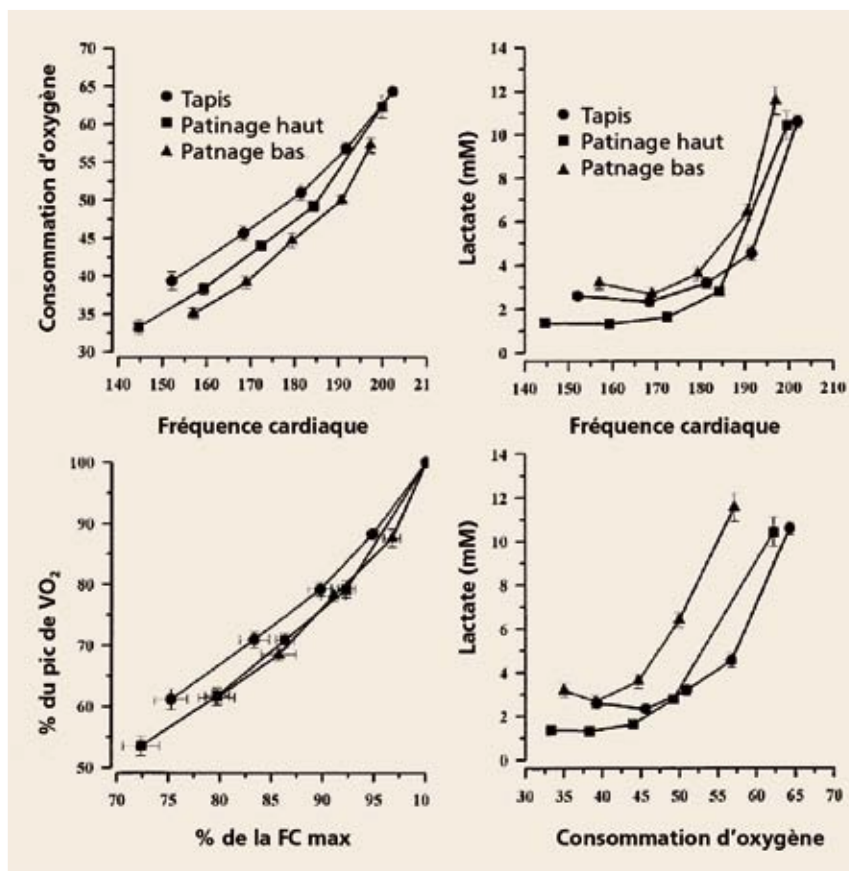 Consommation d'oxygène
70
65
60
55
50
45
40
35
30
Tapis
Patinage haut
Patnage bas
140 150 160 170 180 190 200 21
Fréquence cardiaque
Lactate (mM)
14
12
10
8
6
4
2
0
Tapis
Patinage haut
Patnage bas
140 150 160 170 180 190 200 210
Fréquence cardiaque
% du pic de VO₂
100
90
80
70
60
50
70 75 80 85 90 95 10
% de la FC max
Lactate (mM)
14
12
10
8
6
4
2
0
30 35 40 45 50 55 60 65 70
Consommation d'oxygène